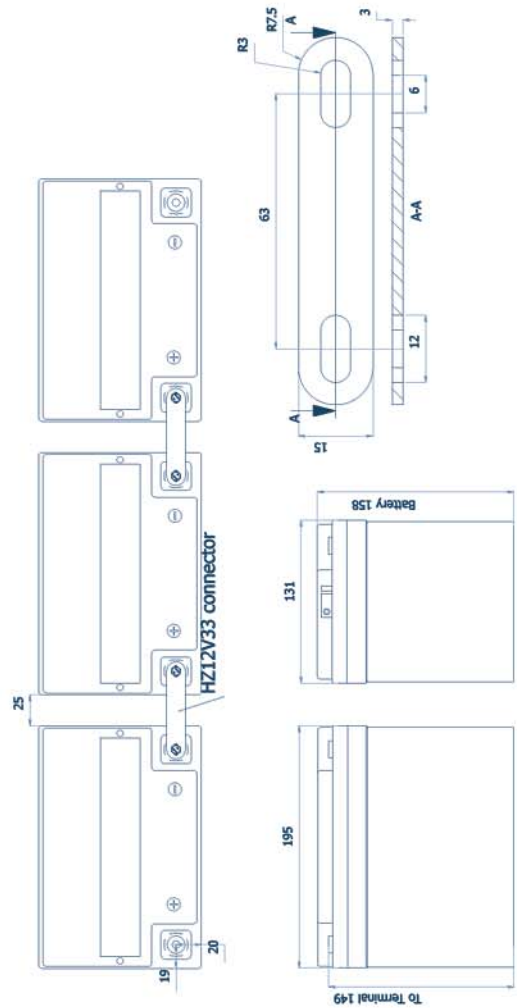 25
HZ12V33 connector
19
20
195
To Terminal 149
131
Battery 158
R7.5
R3
A
63
A
15
3
6
A-A
12